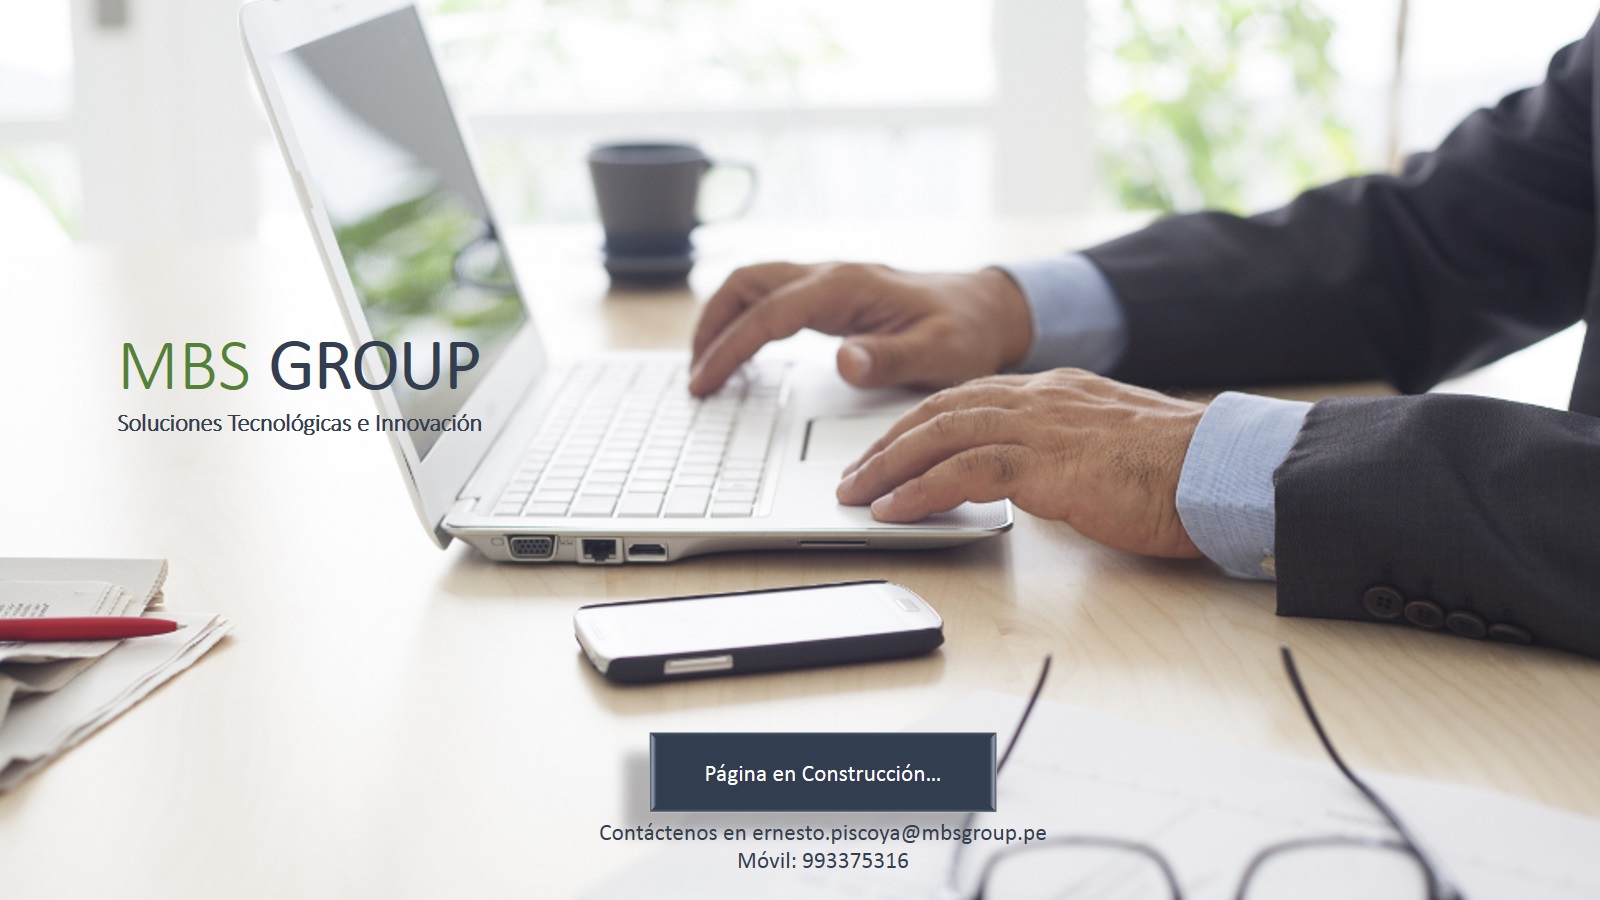 MBS GROUP
Soluciones Tecnológicas e Innovación
Página en Construcción...
Contáctenos en ernesto.piscoya@mbsgroup.pe
Móvil: 993375316